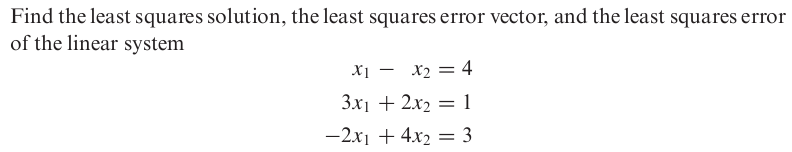 Find the least squares solution, the least squares error vector, and the least squares error
of the linear system
x₁ − x₂ = 4
3x₁ + 2x₂ = 1
−2x₁ + 4x₂ = 3